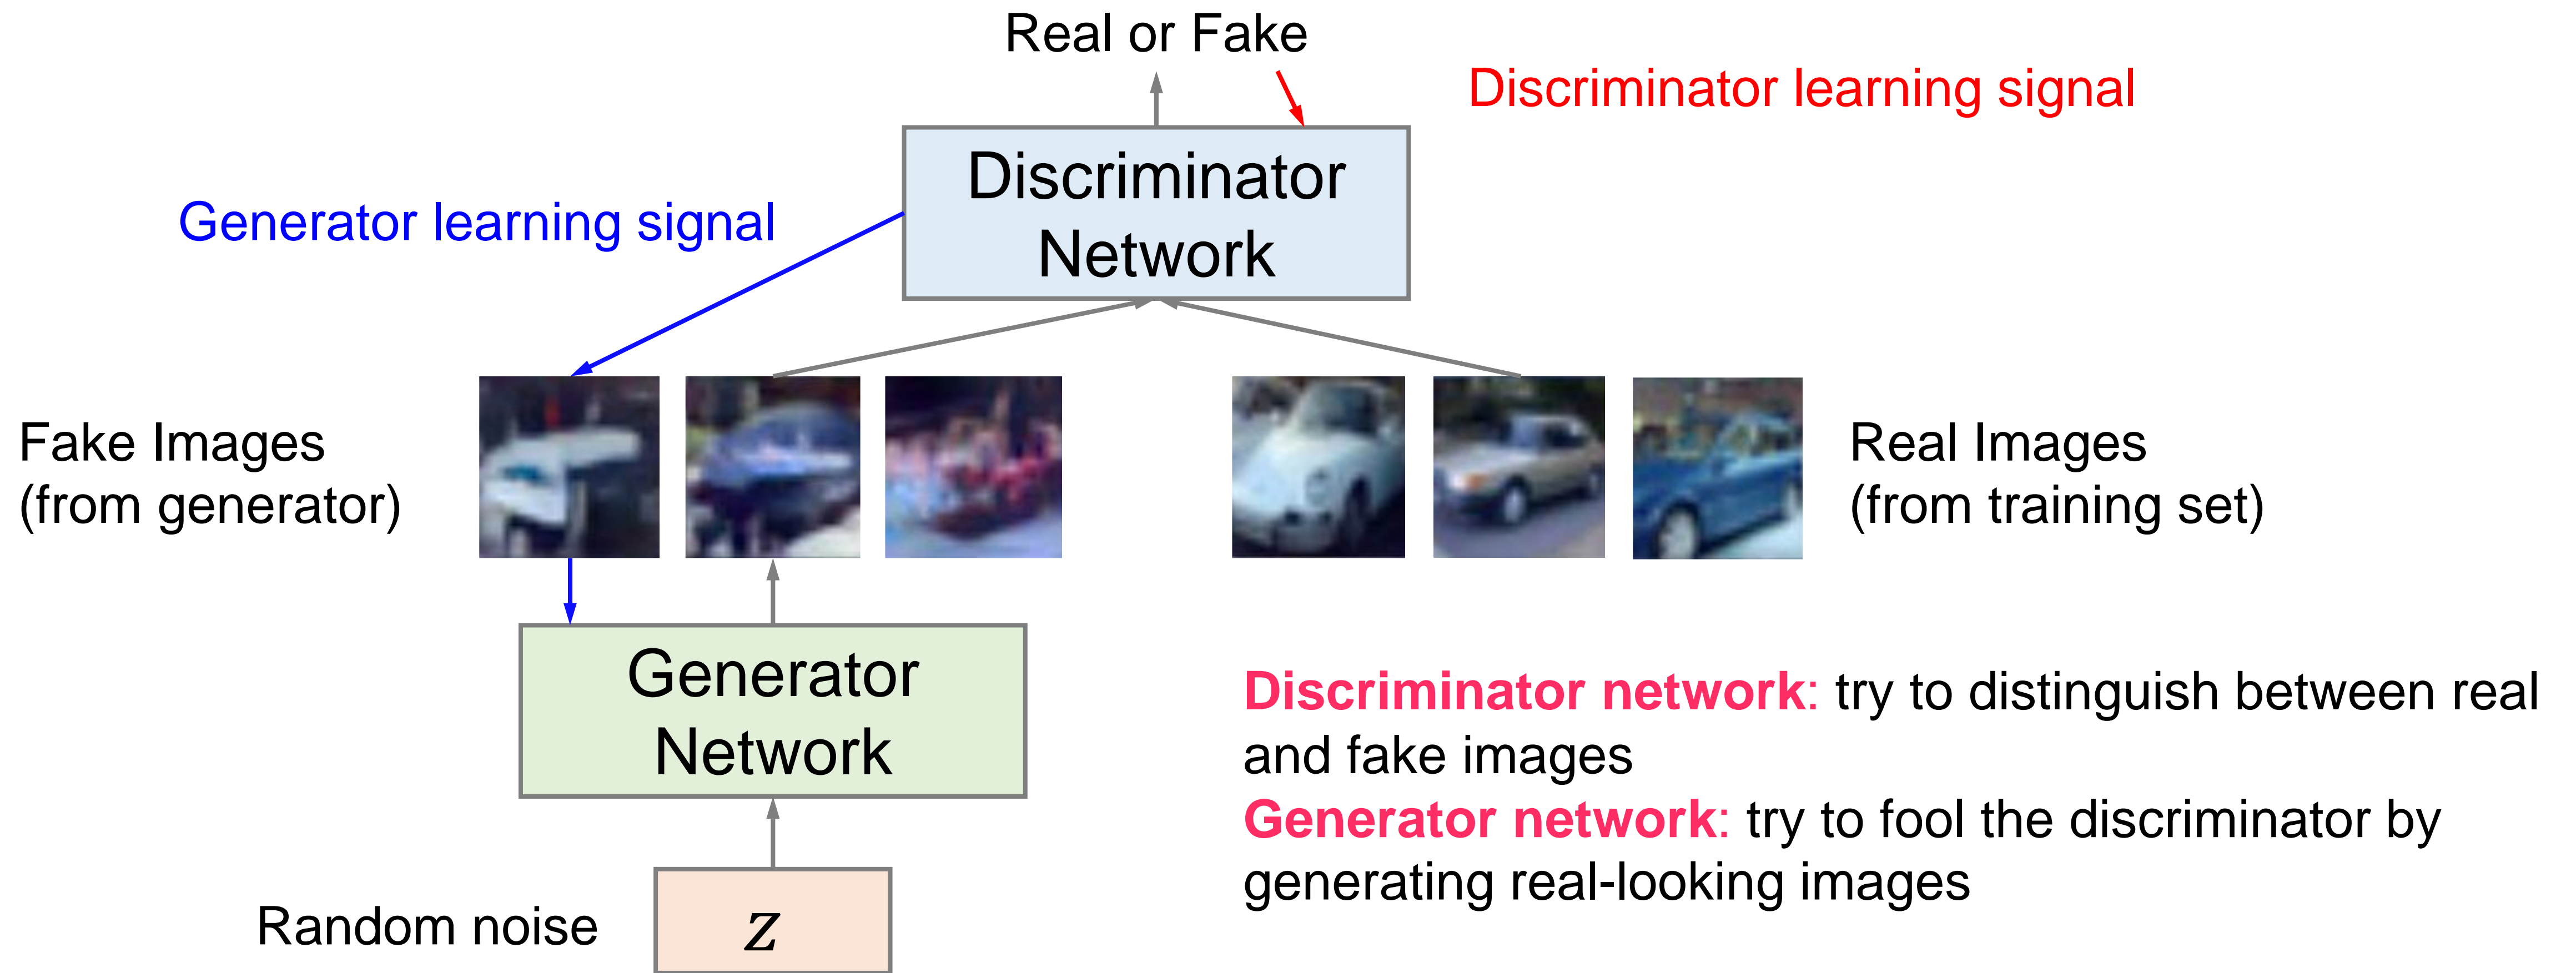 Real or Fake
Discriminator learning signal
Discriminator
Network
Generator learning signal
Fake Images
(from generator)
Real Images
(from training set)
Generator
Network
Discriminator network: try to distinguish between real
and fake images
Generator network: try to fool the discriminator by
generating real-looking images
Random noise
z